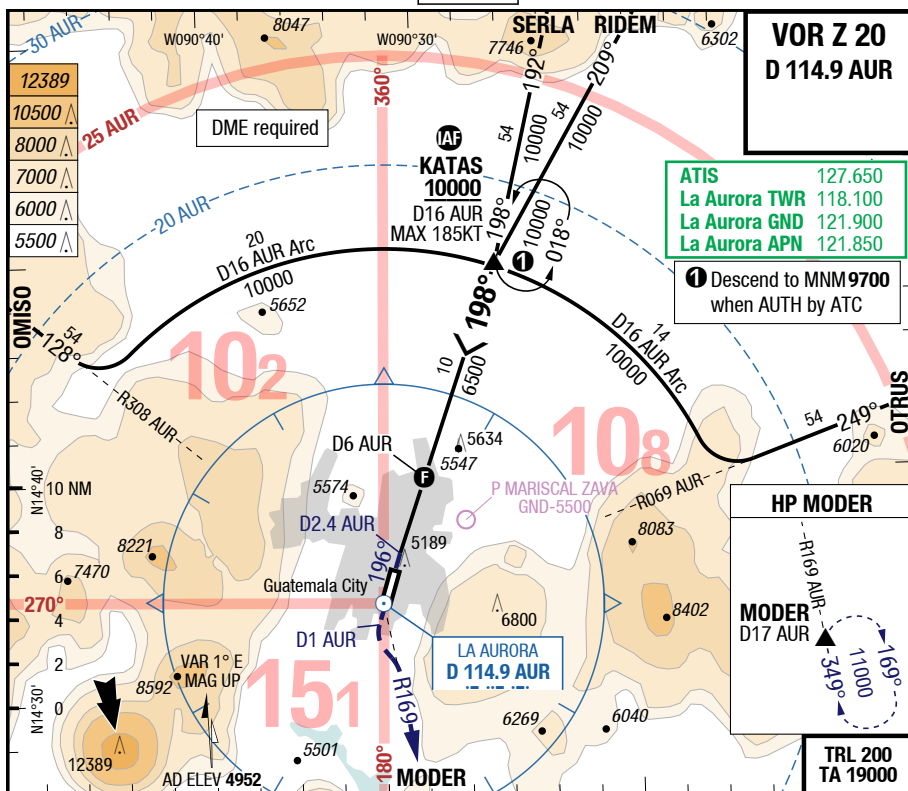 30 AUR
W090°40'
8047
W090°30'
SERLA
RIDEM
7746
6302
VOR Z 20
D 114.9 AUR
12389
10500
8000
7000
6000
5500
25 AUR
DME required
360°
192°
209°
54
10000
54
10000
IAF
KATAS
10000
D16 AUR
MAX 185KT
198°
10000
018°
1
ATIS 127.650
La Aurora TWR 118.100
La Aurora GND 121.900
La Aurora APN 121.850
1 Descend to MNM 9700
when AUTH by ATC
20 AUR
20
D16 AUR Arc
10000
5652
OMISO
54
128°
R308 AUR
10 2
198°
10
6500
14
D16 AUR Arc
10000
10 8
54
249°
OTRUS
6020
R069 AUR
D6 AUR
F
5634
5547
5574
P MARISCAL ZAVA
GND-5500
N14°40'
10 NM
8
6
4
2
0
N14°30'
D2.4 AUR
5189
196°
Guatemala City
8221
7470
270°
8083
8402
6800
D1 AUR
LA AURORA
D 114.9 AUR
VAR 1° E
MAG UP
8592
15 1
R169
6269
6040
12389
5501
AD ELEV 4952
180°
MODER
HP MODER
R169 AUR
MODER
D17 AUR
349°
11000
169°
TRL 200
TA 19000